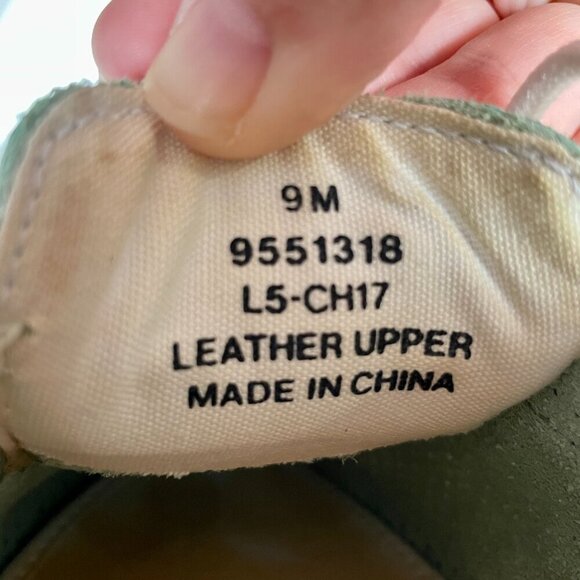 9M
9551318
L5-CH17
LEATHER UPPER
MADE IN CHINA